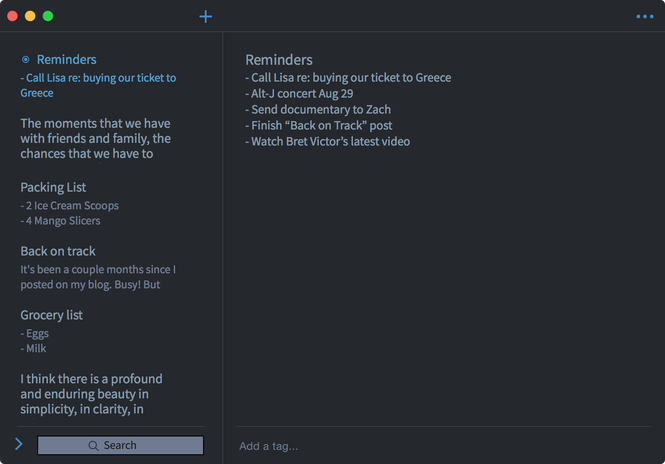 Reminders
- Call Lisa re: buying our ticket to
Greece
The moments that we have
with friends and family, the
chances that we have to
Packing List
- 2 Ice Cream Scoops
- 4 Mango Slicers
Back on track
It's been a couple months since I
posted on my blog. Busy! But
Grocery list
- Eggs
- Milk
I think there is a profound
and enduring beauty in
simplicity, in clarity, in
Search
Reminders
- Call Lisa re: buying our ticket to Greece
- Alt-J concert Aug 29
- Send documentary to Zach
- Finish “Back on Track” post
- Watch Bret Victor’s latest video
Add a tag...